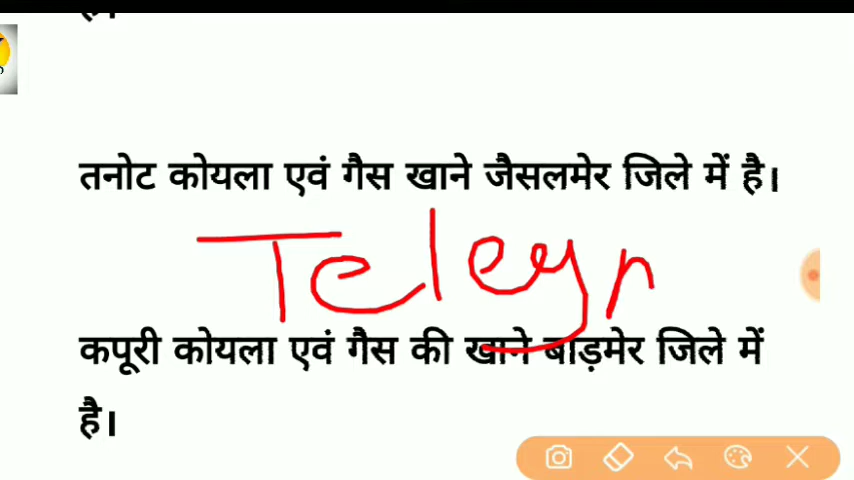 तनोट कोयला एवं गैस खाने जैसलमेर जिले में है।
Telegr
कपूरी कोयला एवं गैस की खाने बाड़मेर जिले में
है।